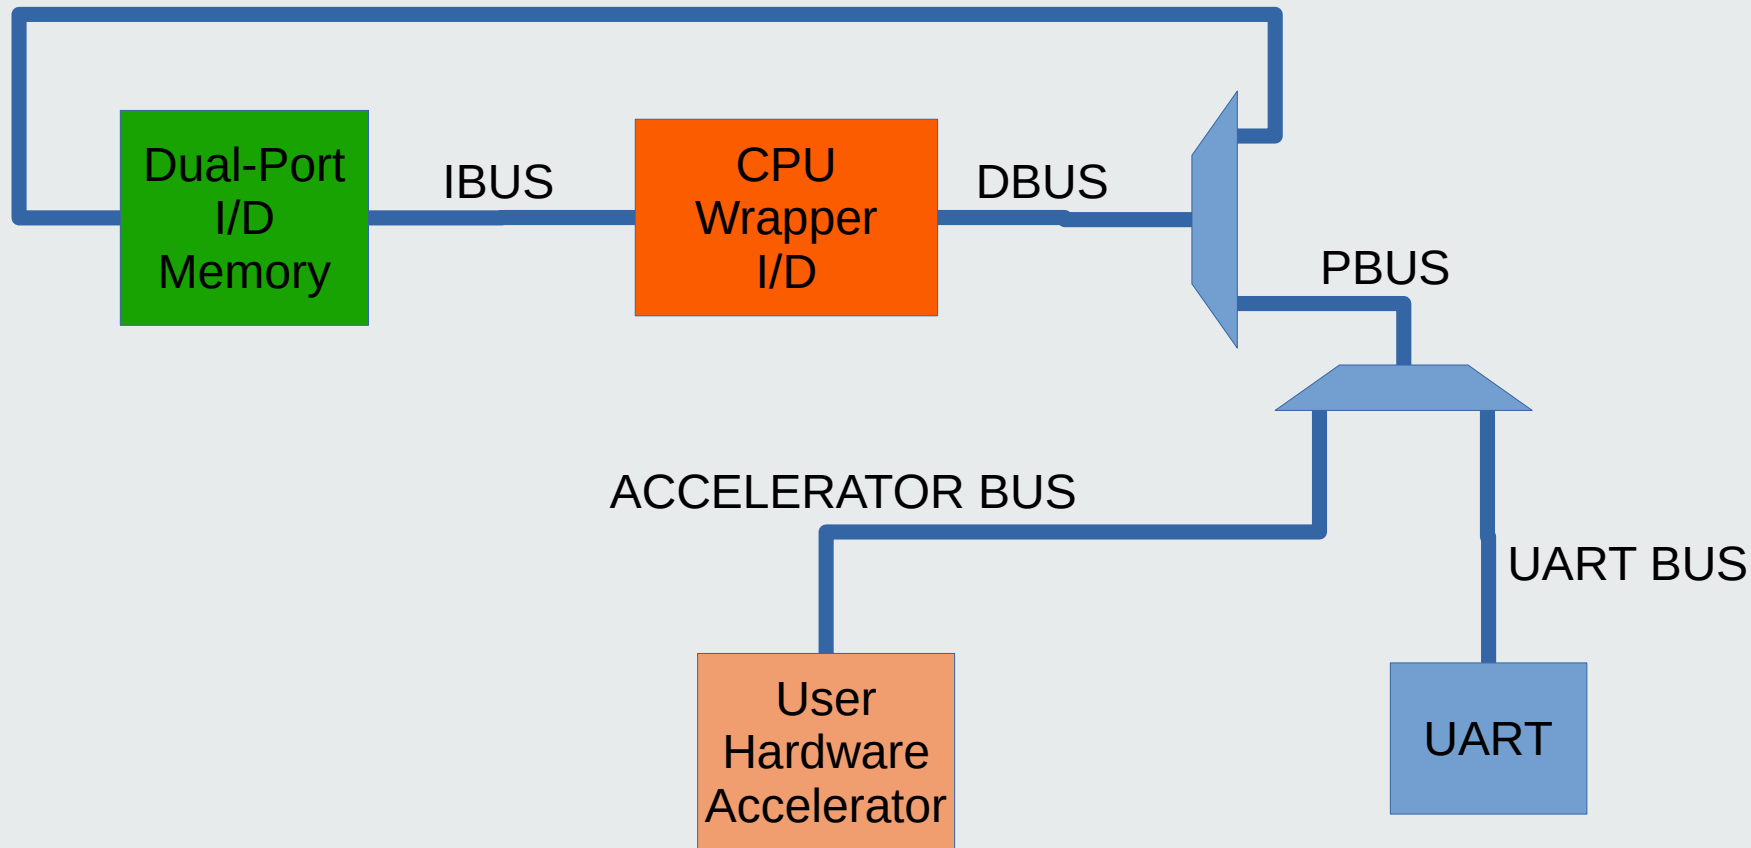 Dual-Port
I/D
Memory
IBUS
CPU
Wrapper
I/D
DBUS
PBUS
ACCELERATOR BUS
UART BUS
User
Hardware
Accelerator
UART